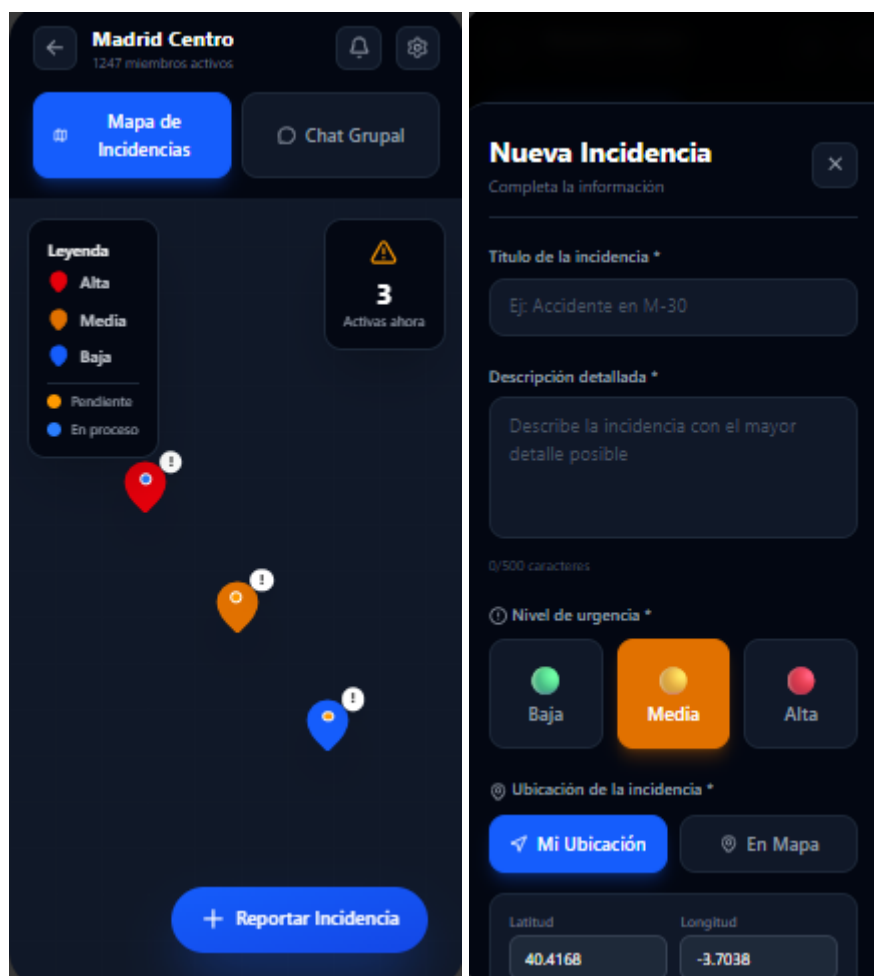 Madrid Centro
1247 miembros activos
Mapa de
Incidencias
Chat Grupal
Leyenda
Alta
Media
Baja
Pendiente
En proceso
3
Activas ahora
!
!
!
Reportar Incidencia
Nueva Incidencia
Completa la información
Título de la incidencia *
Ej: Accidente en M-30
Descripción detallada *
Describe la incidencia con el mayor
detalle posible
0/500 caracteres
Nivel de urgencia *
Baja
Media
Alta
Ubicación de la incidencia *
Mi Ubicación
En Mapa
Latitud
Longitud
40.4168
-3.7038